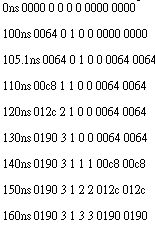 0ns 0000 0 0 0 0 0000 0000
100ns 0064 0 1 0 0 0000 0000
105.1ns 0064 0 1 0 0 0064 0064
110ns 00c8 1 1 0 0 0064 0064
120ns 012c 2 1 0 0 0064 0064
130ns 0190 3 1 0 0 0064 0064
140ns 0190 3 1 1 1 00c8 00c8
150ns 0190 3 1 2 2 012c 012c
160ns 0190 3 1 3 3 0190 0190